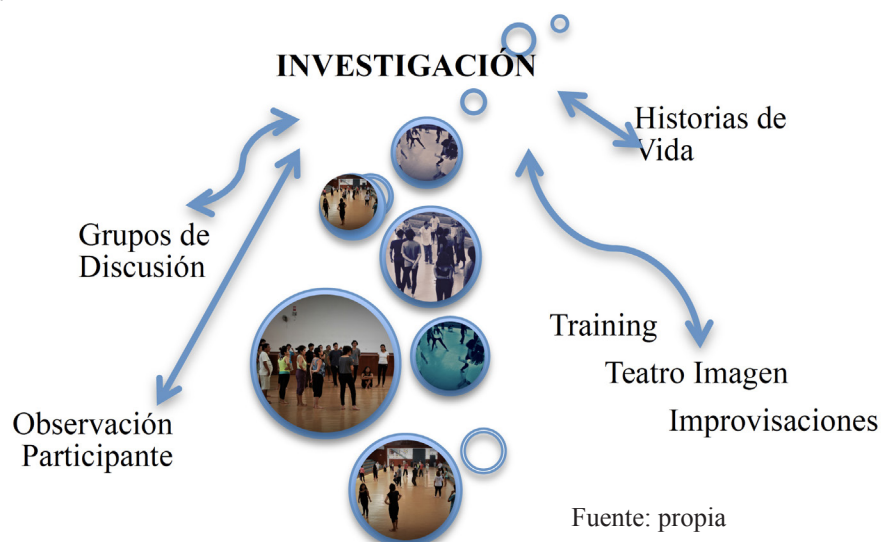 INVESTIGACIÓN
Historias de
Vida
Grupos de
Discusión
Training
Teatro Imagen
Improvisaciones
Observación
Participante
Fuente: propia